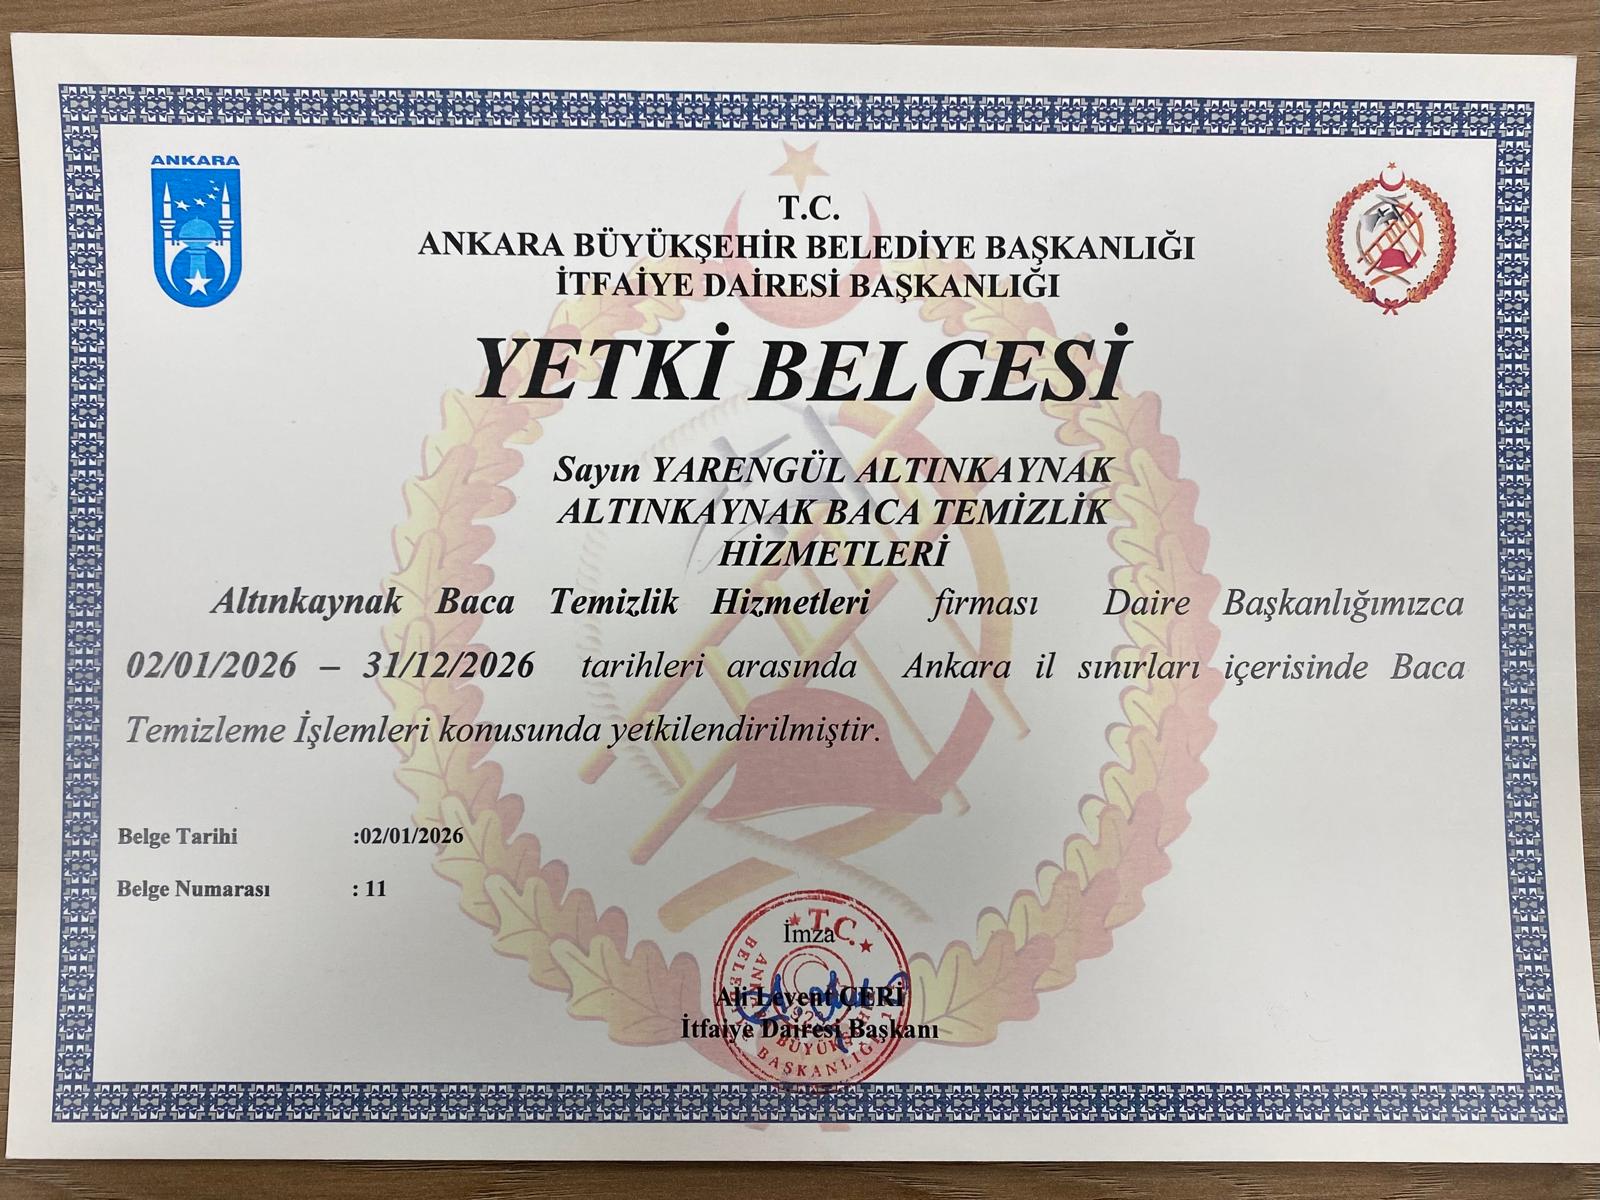 ANKARA
T.C.
ANKARA BÜYÜKŞEHİR BELEDİYE BAŞKANLIĞI
İTFAİYE DAİRESİ BAŞKANLIĞI
YETKİ BELGESİ
Sayın YARENGÜL ALTINKAYNAK
ALTINKAYNAK BACA TEMİZLİK
HİZMETLERİ
Altınkaynak Baca Temizlik Hizmetleri firması Daire Başkanlığımızca
02/01/2026 – 31/12/2026 tarihleri arasında Ankara il sınırları içerisinde Baca
Temizleme İşlemleri konusunda yetkilendirilmiştir.
Belge Tarihi :02/01/2026
Belge Numarası : 11
T.C.
İmza
Ali Levent ÇERİ
İtfaiye Dairesi Başkanı
BÜYÜKŞEHİR
BAŞKANLIĞI